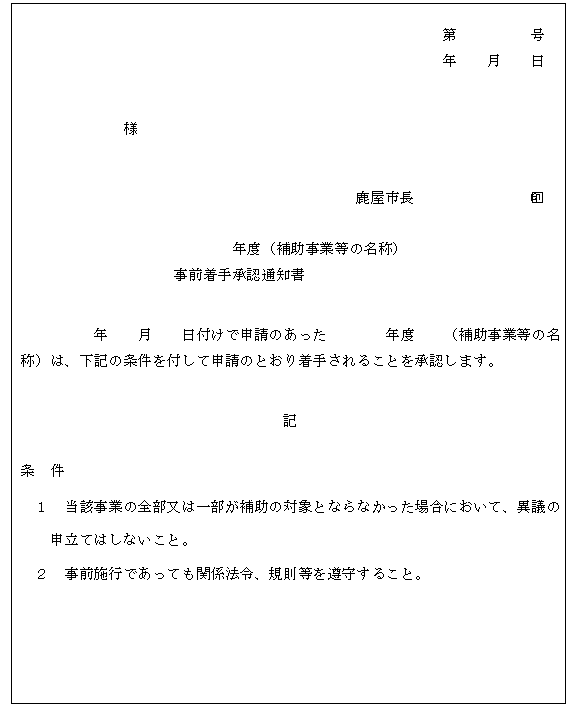 第　　　　　号
年　　月　　日
様
鹿屋市長　　　　　　　　印
年度（補助事業等の名称）
事前着手承認通知書
年　　月　　日付けで申請のあった　　　　年度　　（補助事業等の名
称）は、下記の条件を付して申請のとおり着手されることを承認します。
記
条　件
１　当該事業の全部又は一部が補助の対象とならなかった場合において、異議の
申立てはしないこと。
２　事前施行であっても関係法令、規則等を遵守すること。